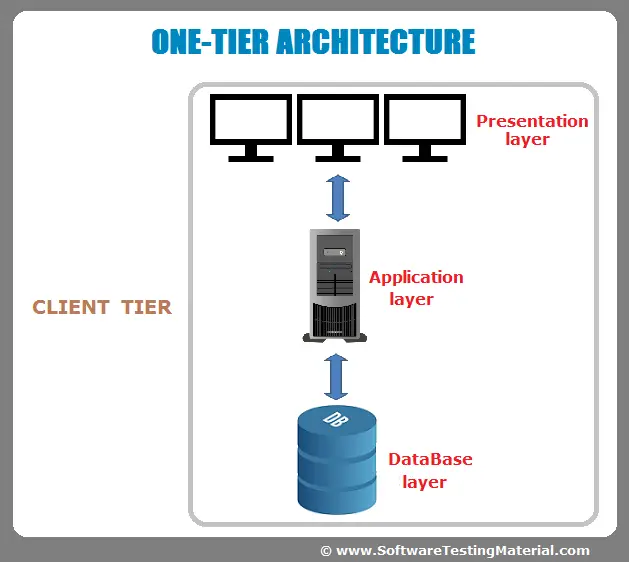 ONE-TIER ARCHITECTURE
Presentation
layer
Application
layer
CLIENT TIER
DB
DataBase
layer
© www.SoftwareTestingMaterial.com